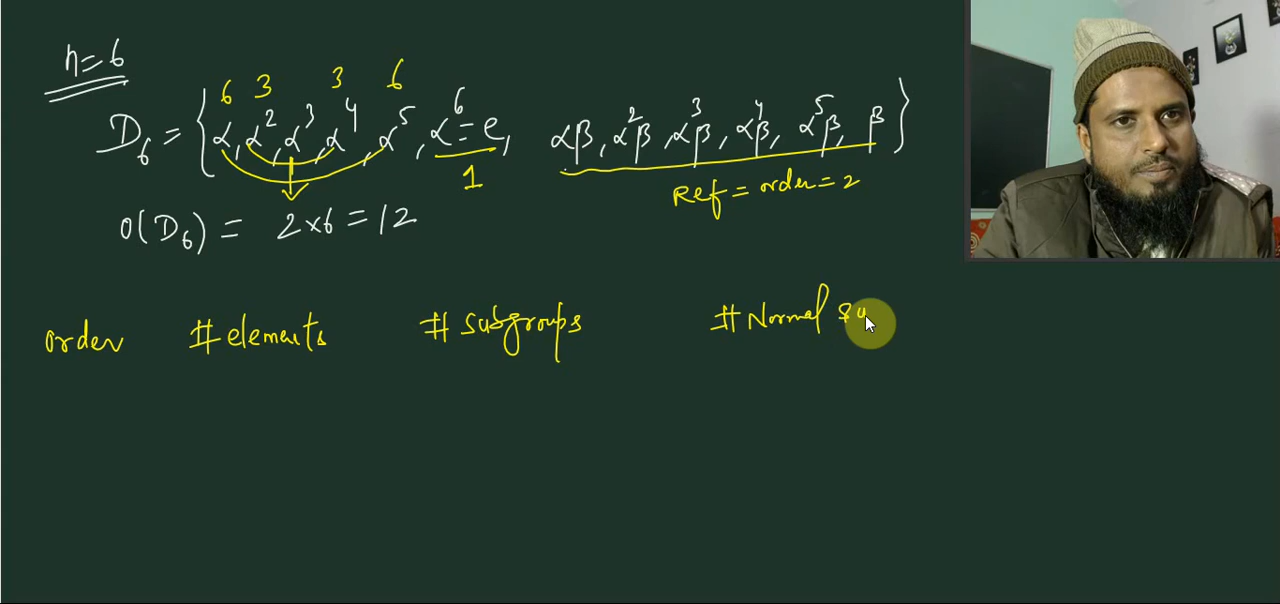 n=6
6 3 3 6
D₆ = {α, α², α³, α⁴, α⁵, α⁶=e, αβ, α²β, α³β, α⁴β, α⁵β, β}
1
Ref = order = 2
O(D₆) = 2×6 = 12
order # elements # subgroups # Normal su